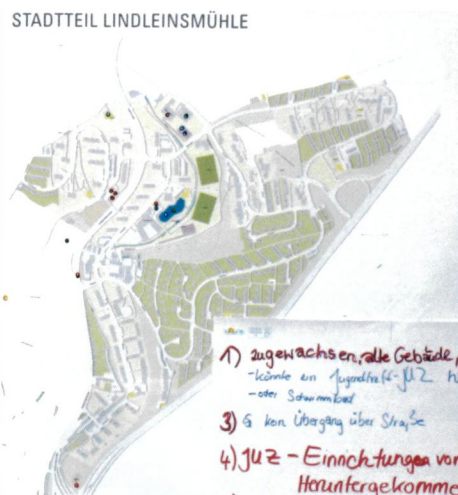 STADTTEIL LINDLEINSMÜHLE
1) zugewachsen, alte Gebäude,
-könnte ein Jugendtreff-JUZ
-oder Schwimmbad
3) kein Übergang über Straße
4) JUZ - Einrichtungen vor
Heruntergekomme